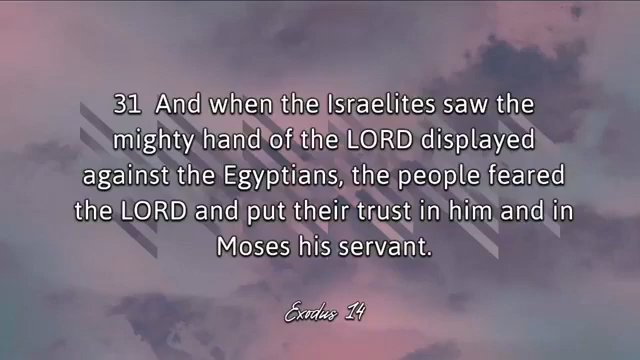 31 And when the Israelites saw the
mighty hand of the LORD displayed
against the Egyptians, the people feared
the LORD and put their trust in him and in
Moses his servant.
Exodus 14